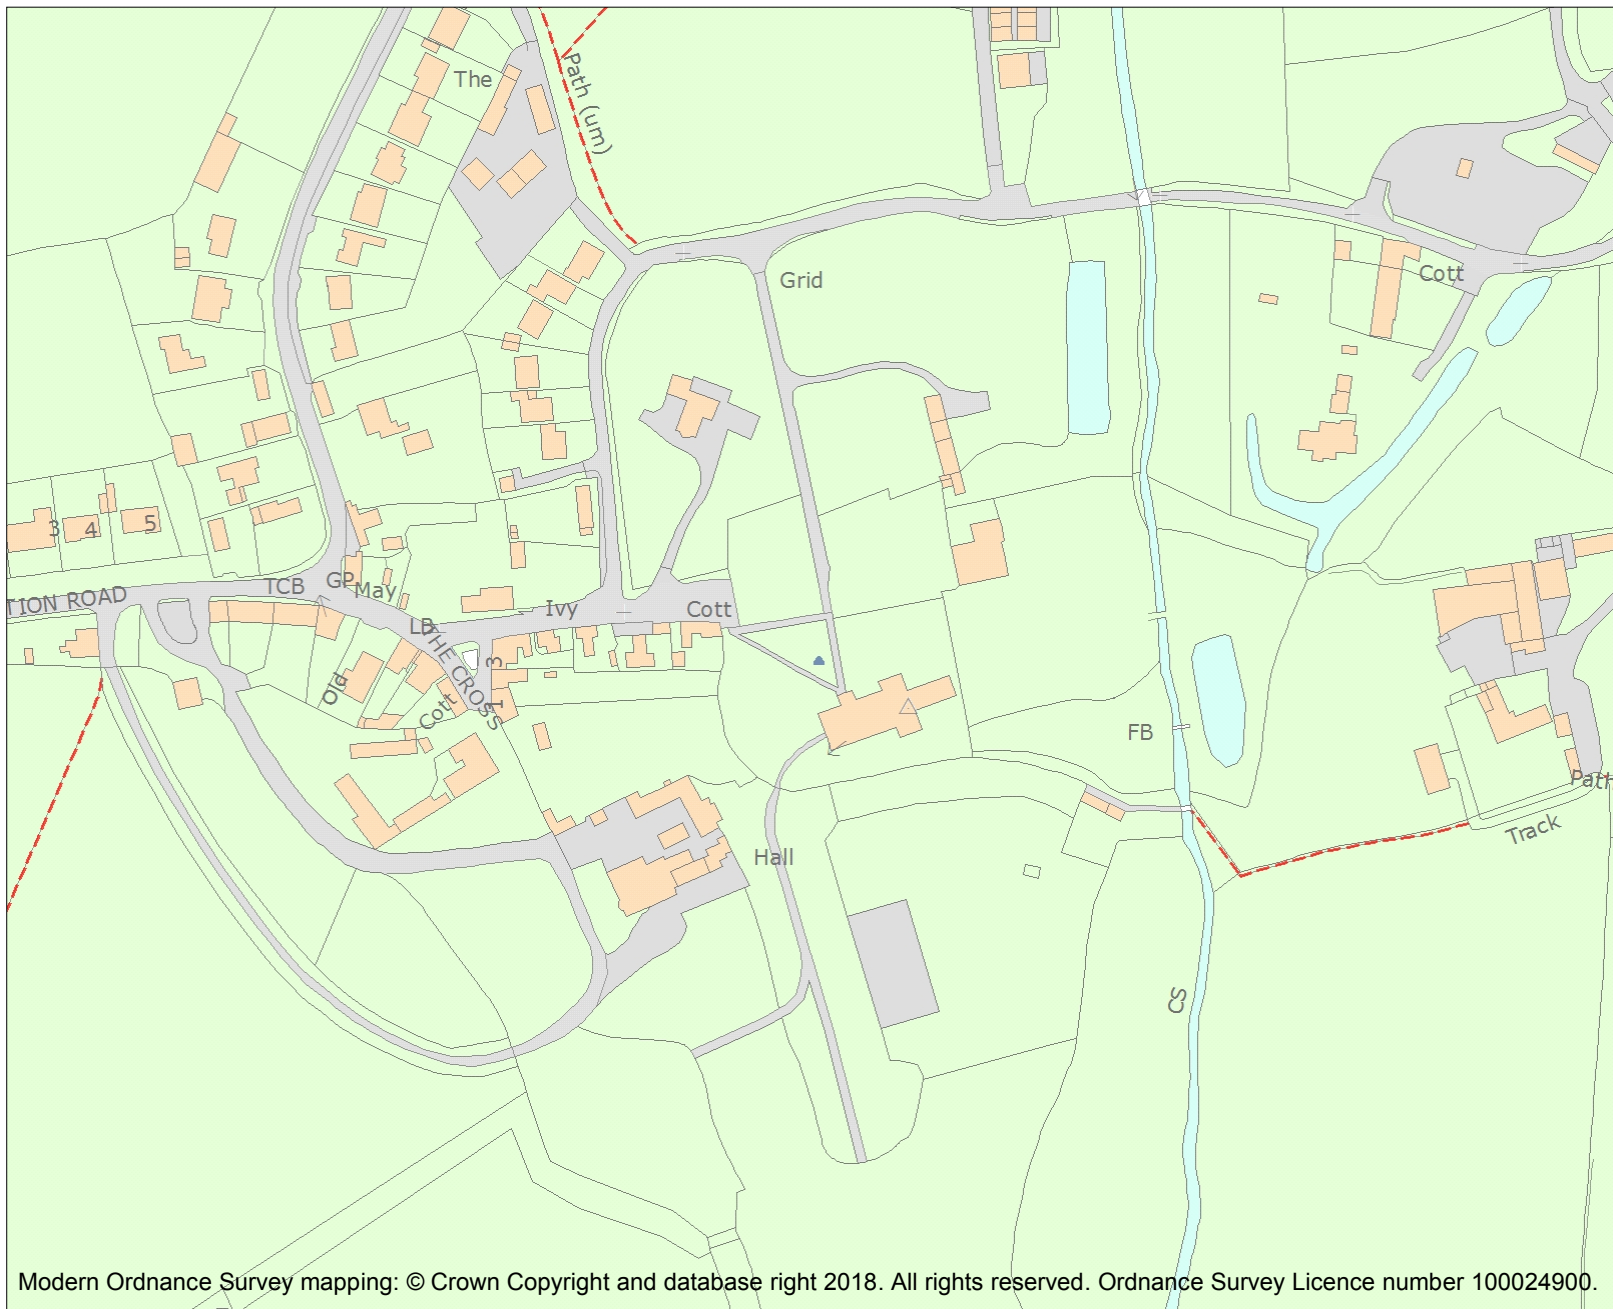 The
Path (um)
Grid
Cott
3
4
5
TION ROAD
TCB
GP
May
LB
Ivy
Cott
THE CROSS
3
1
Old
Cott
FB
Path
Track
Hall
CS
Modern Ordnance Survey mapping: © Crown Copyright and database right 2018. All rights reserved. Ordnance Survey Licence number 100024900.